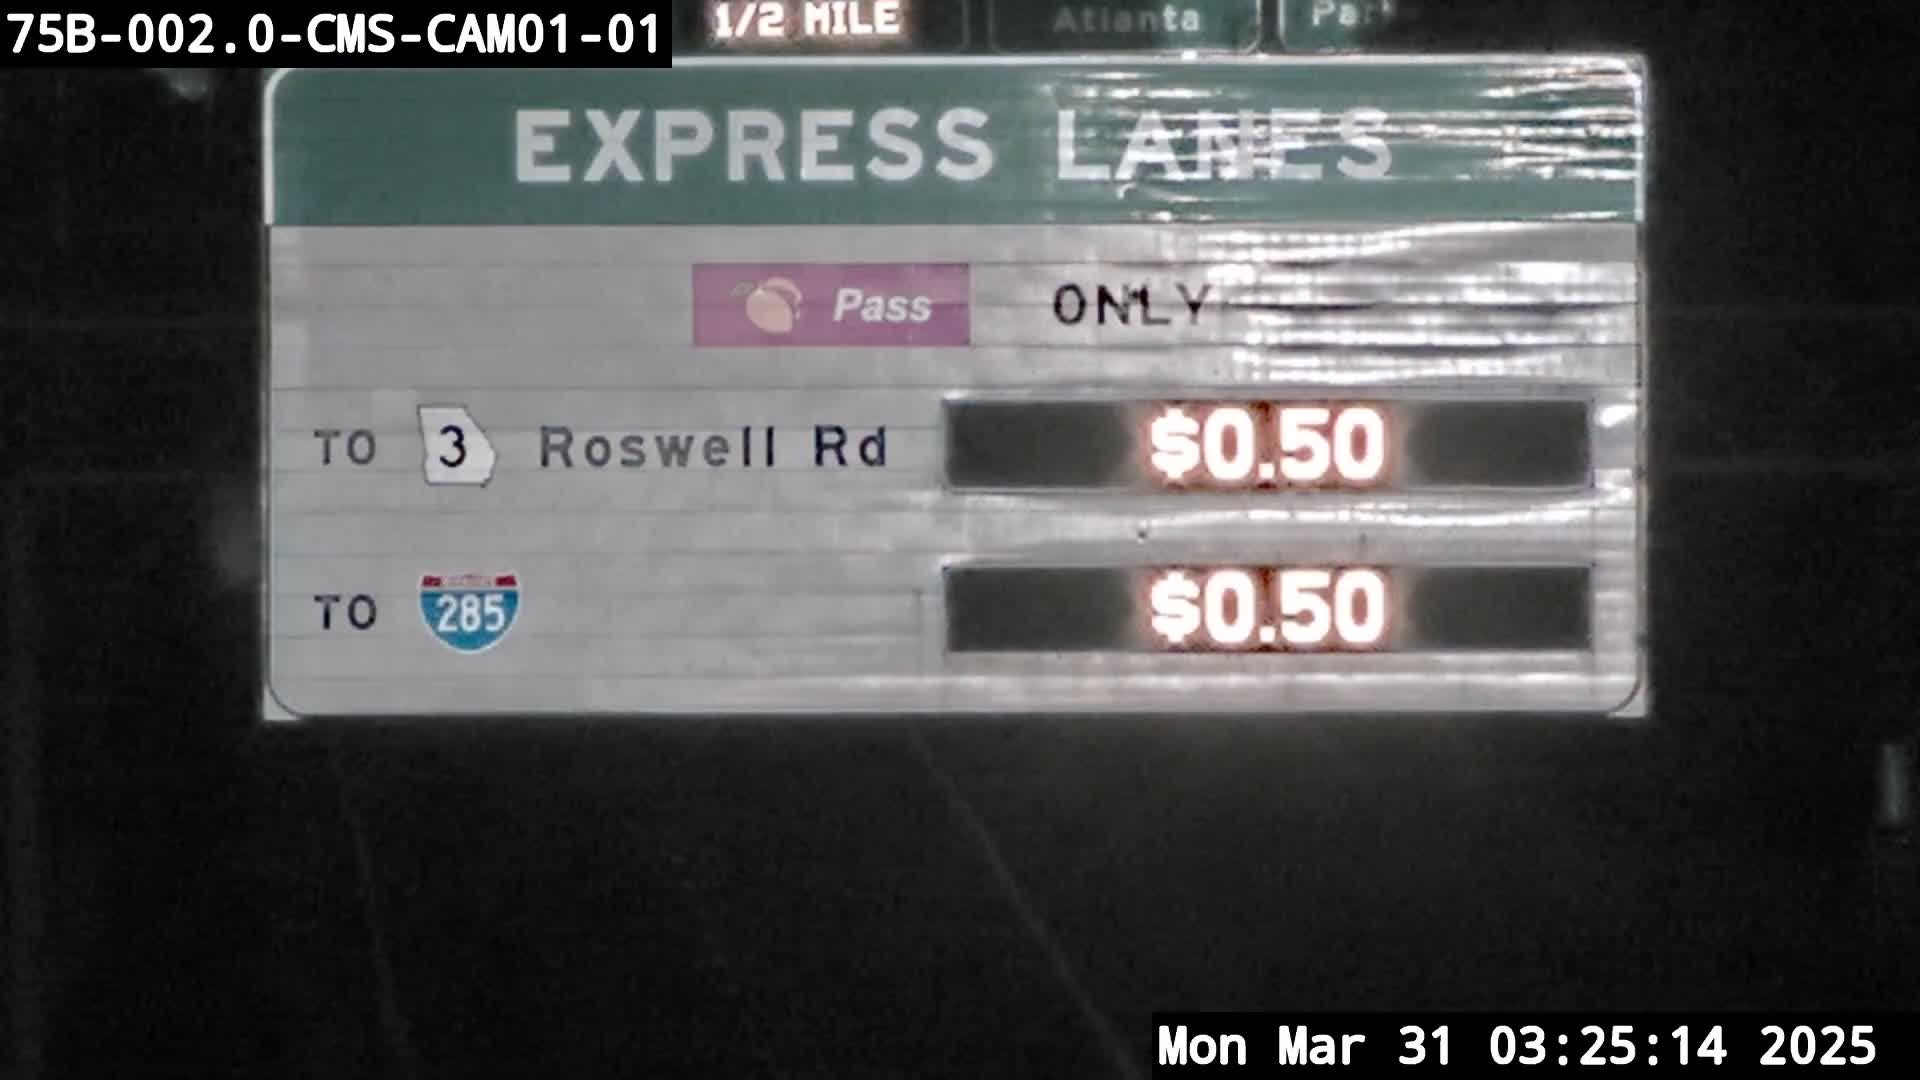 75B-002.0-CMS-CAM01-01
1/2 MILE
Atlanta
EXPRESS LANES
Pass ONLY
TO 3 Roswell Rd $0.50
TO 285 $0.50
Mon Mar 31 03:25:14 2025